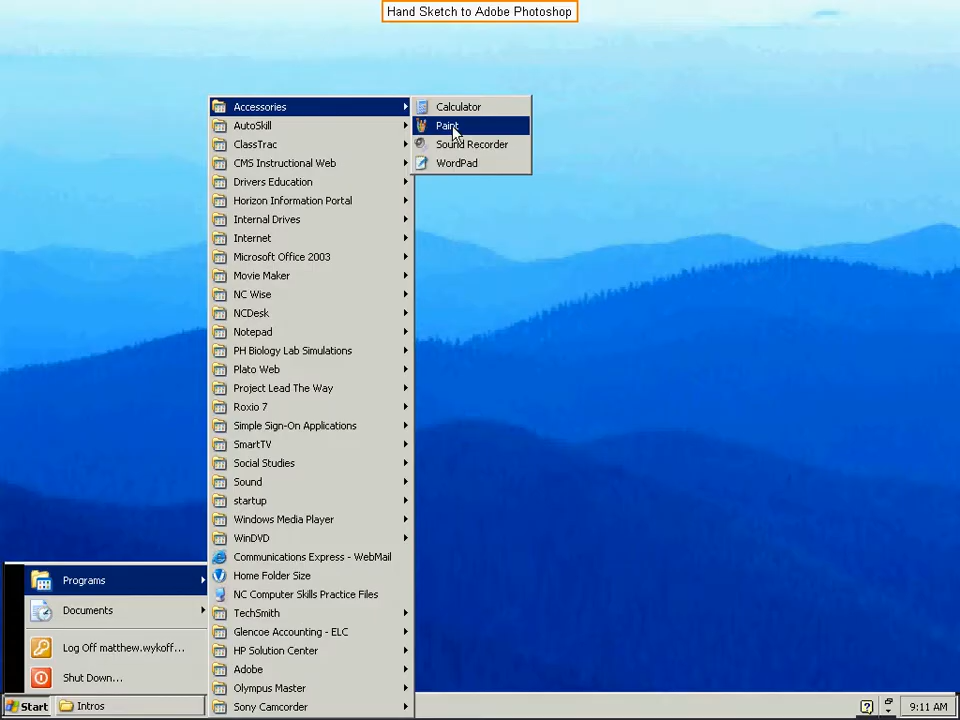 Hand Sketch to Adobe Photoshop
Accessories
AutoSkill
ClassTrac
CMS Instructional Web
Drivers Education
Horizon Information Portal
Internal Drives
Internet
Microsoft Office 2003
Movie Maker
NC Wise
NCDesk
Notepad
PH Biology Lab Simulations
Plato Web
Project Lead The Way
Roxio 7
Simple Sign-On Applications
SmartTV
Social Studies
Sound
startup
Windows Media Player
WinDVD
Communications Express - WebMail
Home Folder Size
NC Computer Skills Practice Files
TechSmith
Glencoe Accounting - ELC
HP Solution Center
Adobe
Olympus Master
Sony Camcorder
Calculator
Paint
Sound Recorder
WordPad
Programs
Documents
Log Off matthew.wykoff...
Shut Down...
Start
Intros
9:11 AM